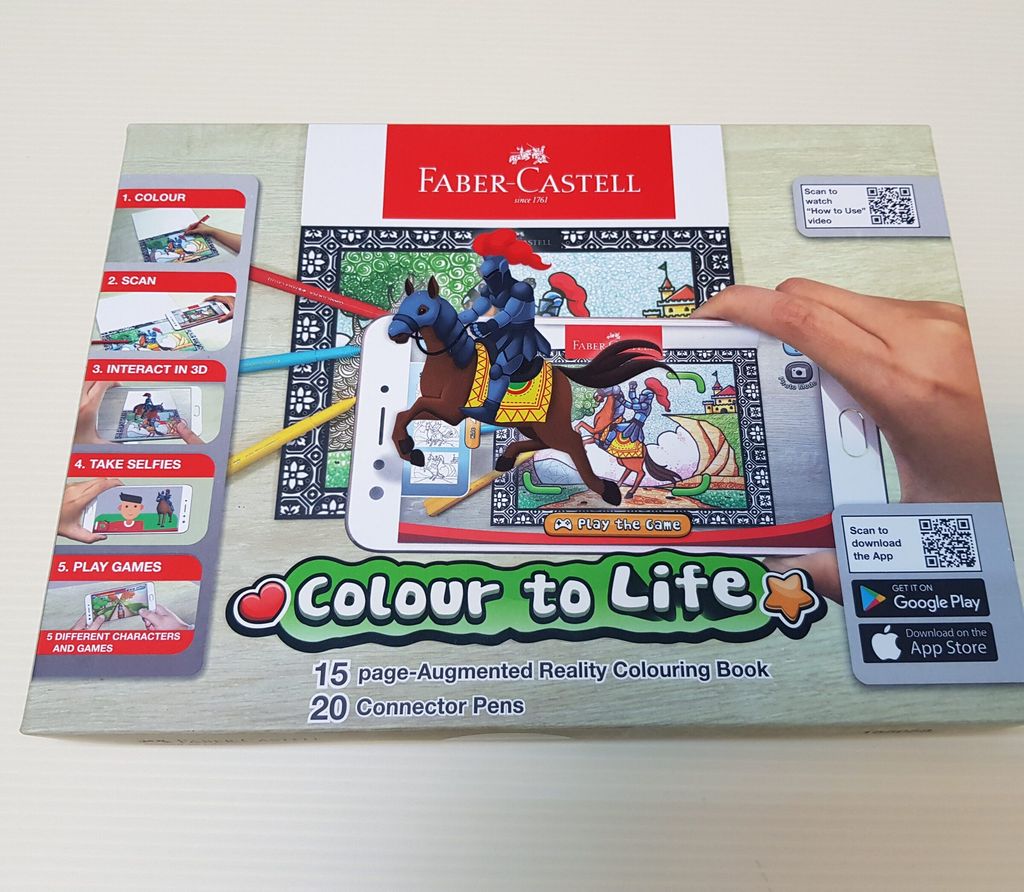 FABER-CASTELL
since 1761
1. COLOUR
2. SCAN
3. INTERACT IN 3D
4. TAKE SELFIES
5. PLAY GAMES
5 DIFFERENT CHARACTERS
AND GAMES
Scan to
watch
"How to Use"
video
Photo Mode
Play the Game
Scan to
download
the App
GET IT ON
Google Play
Download on the
App Store
Colour to Life
15 page-Augmented Reality Colouring Book
20 Connector Pens
FABER-CASTELL